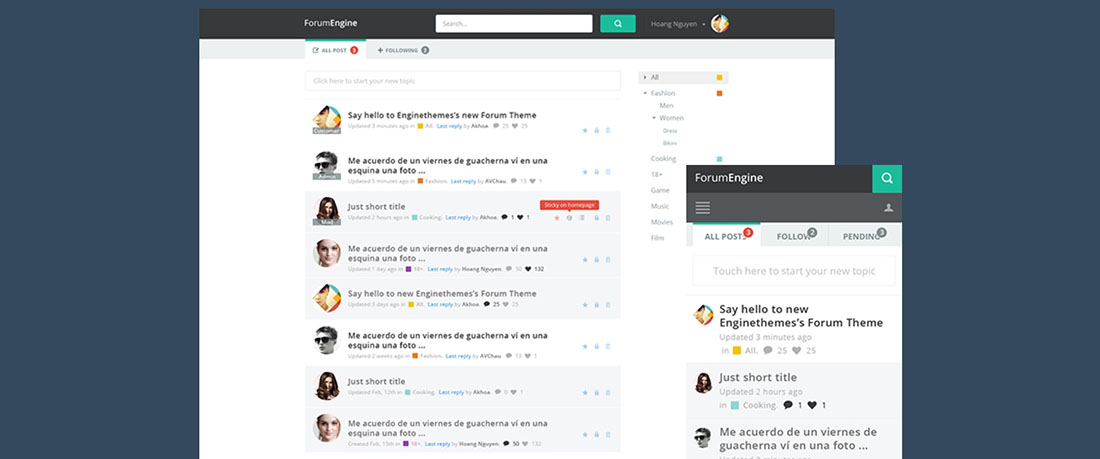 ForumEngine
Search...
Hoang Nguyen
ALL POST 3
+ FOLLOWING 2
Click here to start your new topic
Say hello to Enginethemes's new Forum Theme
Updated 3 minutes ago in All. Last reply by Akhoa. 25 25
Customer
Me acuerdo de un viernes de guacherna ví en una
esquina una foto ...
Updated 5 minutes ago in Fashion. Last reply by AVChau. 13 1
Admin
Just short title
Sticky on homepage
Updated 2 hours ago in Cooking. Last reply by Akhoa. 1 1
Mod
Me acuerdo de un viernes de guacherna ví en una
esquina una foto ...
Updated 1 day ago in 18+. Last reply by Hoang Nguyen. 50 132
Say hello to new Enginethemes's Forum Theme
Updated 3 days ago in All. Last reply by Akhoa. 25 25
Me acuerdo de un viernes de guacherna ví en una
esquina una foto ...
Updated 2 weeks ago in Fashion. Last reply by AVChau. 13 1
Just short title
Updated Feb, 12th in Cooking. Last reply by Akhoa. 0 1
Me acuerdo de un viernes de guacherna ví en una
esquina una foto ...
Created Feb, 15th in 18+. Last reply by Hoang Nguyen. 50 132
All
Fashion
Men
Women
Dress
Bikini
Cooking
18+
Game
Music
Movies
Film
ForumEngine
ALL POSTS 3
FOLLOW 2
PENDING 3
Touch here to start your new topic
Say hello to new
Enginethemes's Forum Theme
Updated 3 minutes ago
in All. 25 25
Just short title
Updated 2 hours ago
in Cooking. 1 1
Me acuerdo de un viernes de
guacherna ví en una foto ...
Updated 3 minutes ago